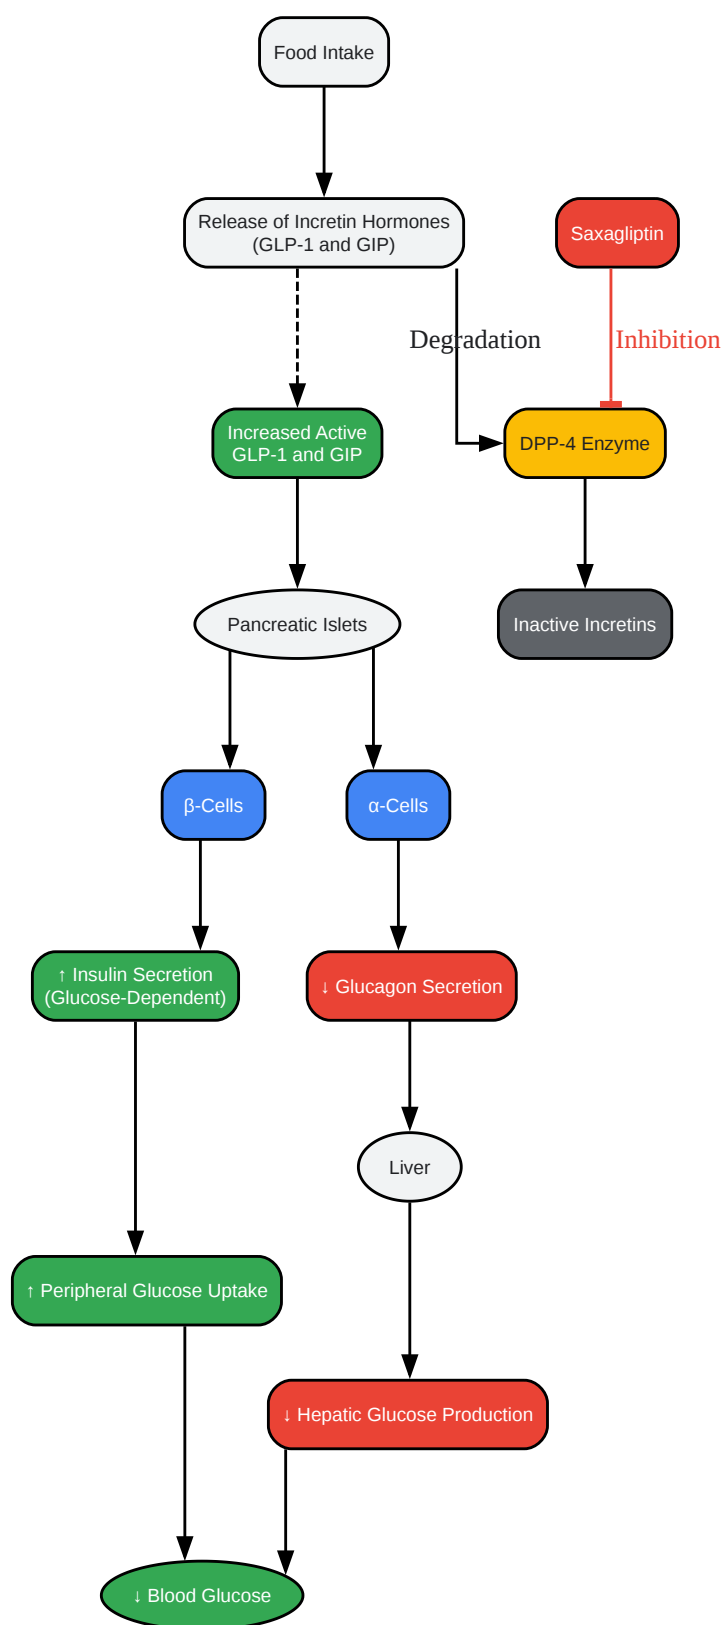 Food Intake
Release of Incretin Hormones
(GLP-1 and GIP)
Saxagliptin
Degradation
Inhibition
Increased Active
GLP-1 and GIP
DPP-4 Enzyme
Pancreatic Islets
Inactive Incretins
β-Cells
α-Cells
↑ Insulin Secretion
(Glucose-Dependent)
↓ Glucagon Secretion
Liver
↑ Peripheral Glucose Uptake
↓ Hepatic Glucose Production
↓ Blood Glucose